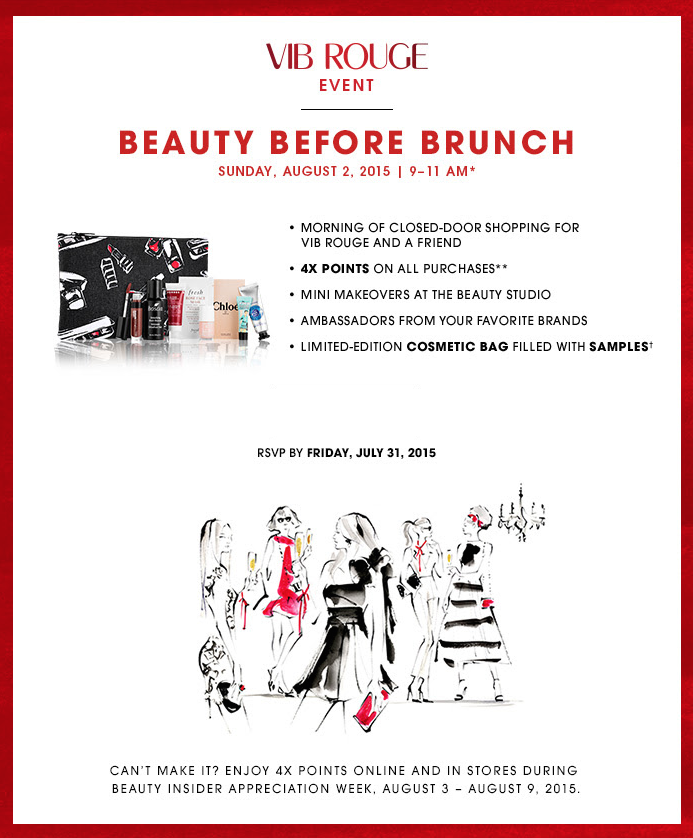 VIB ROUGE
EVENT
BEAUTY BEFORE BRUNCH
SUNDAY, AUGUST 2, 2015 | 9–11 AM*
• MORNING OF CLOSED-DOOR SHOPPING FOR
VIB ROUGE AND A FRIEND
• 4X POINTS ON ALL PURCHASES**
• MINI MAKEOVERS AT THE BEAUTY STUDIO
• AMBASSADORS FROM YOUR FAVORITE BRANDS
• LIMITED-EDITION COSMETIC BAG FILLED WITH SAMPLES†
fresh
Chloé
RSVP BY FRIDAY, JULY 31, 2015
CAN'T MAKE IT? ENJOY 4X POINTS ONLINE AND IN STORES DURING
BEAUTY INSIDER APPRECIATION WEEK, AUGUST 3 – AUGUST 9, 2015.